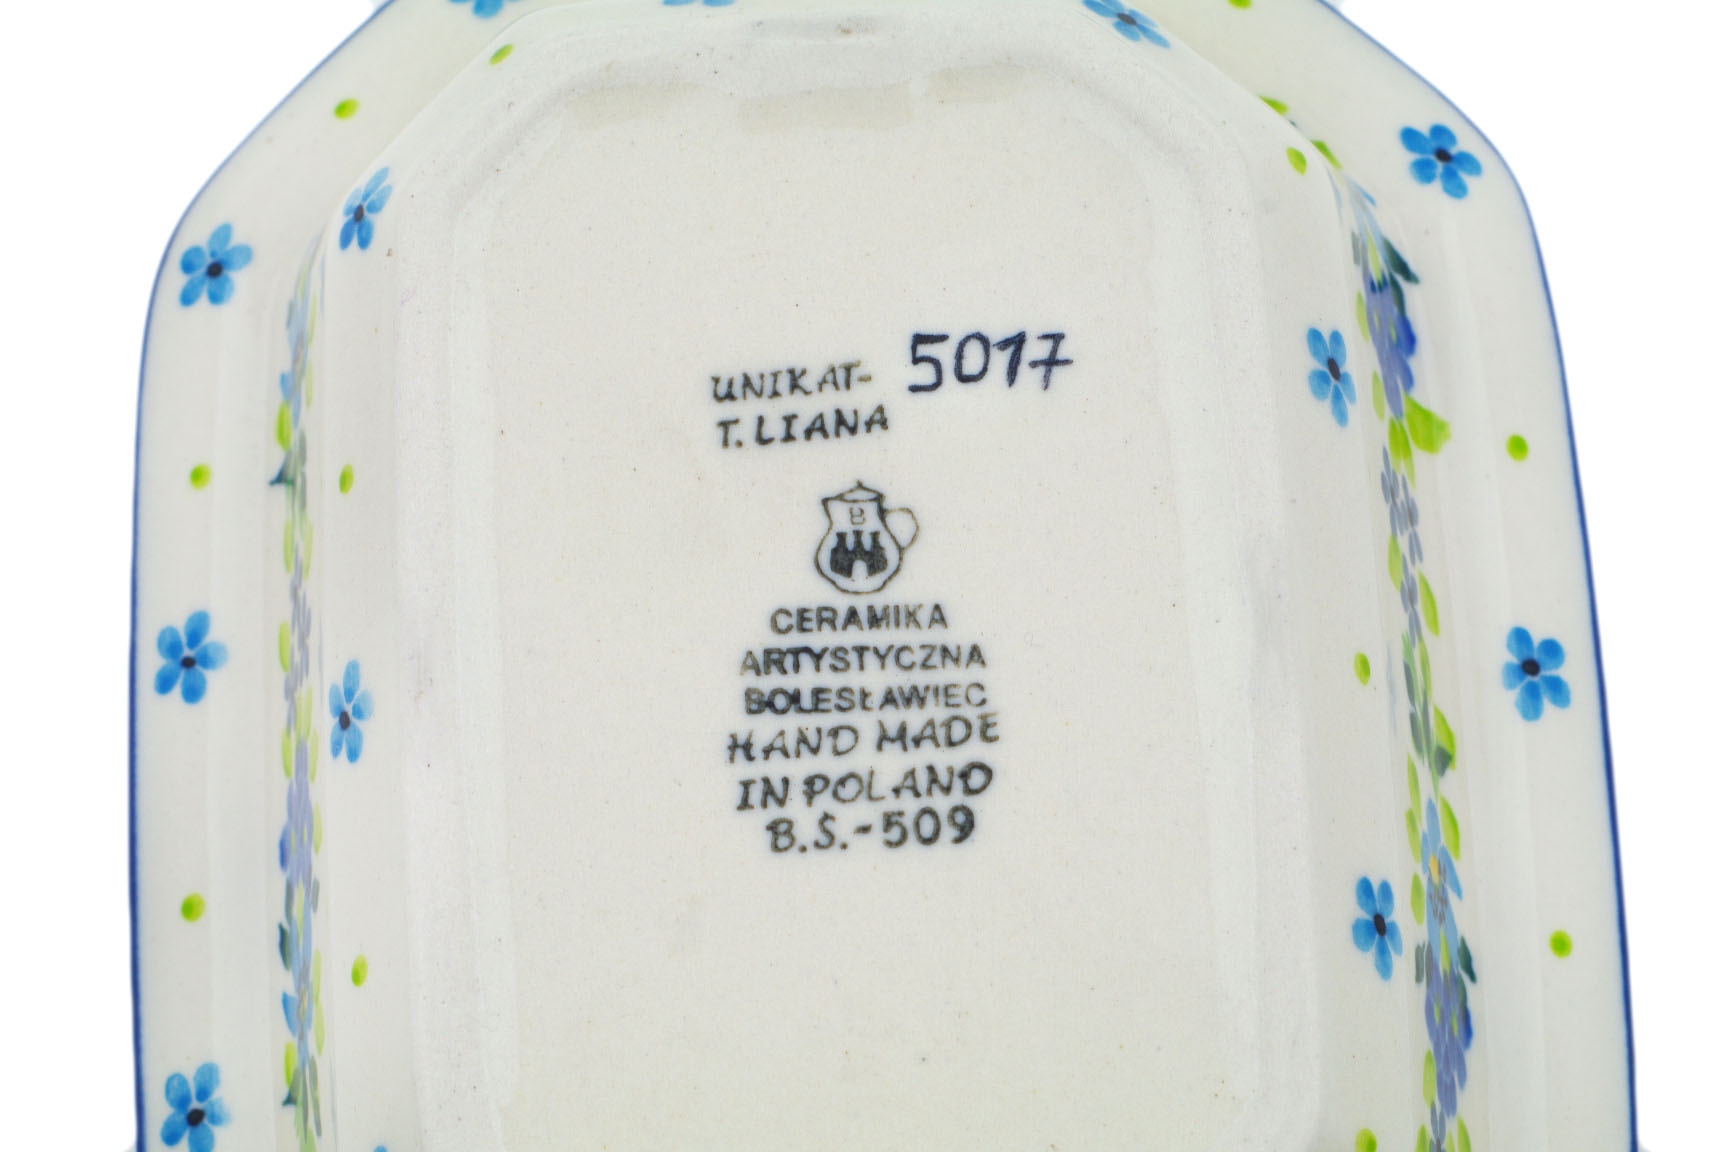 UNIKAT- 5017
T. LIANA
B
CERAMIKA
ARTYSTYCZNA
BOLESŁAWIEC
HAND MADE
IN POLAND
B.Ś.-509